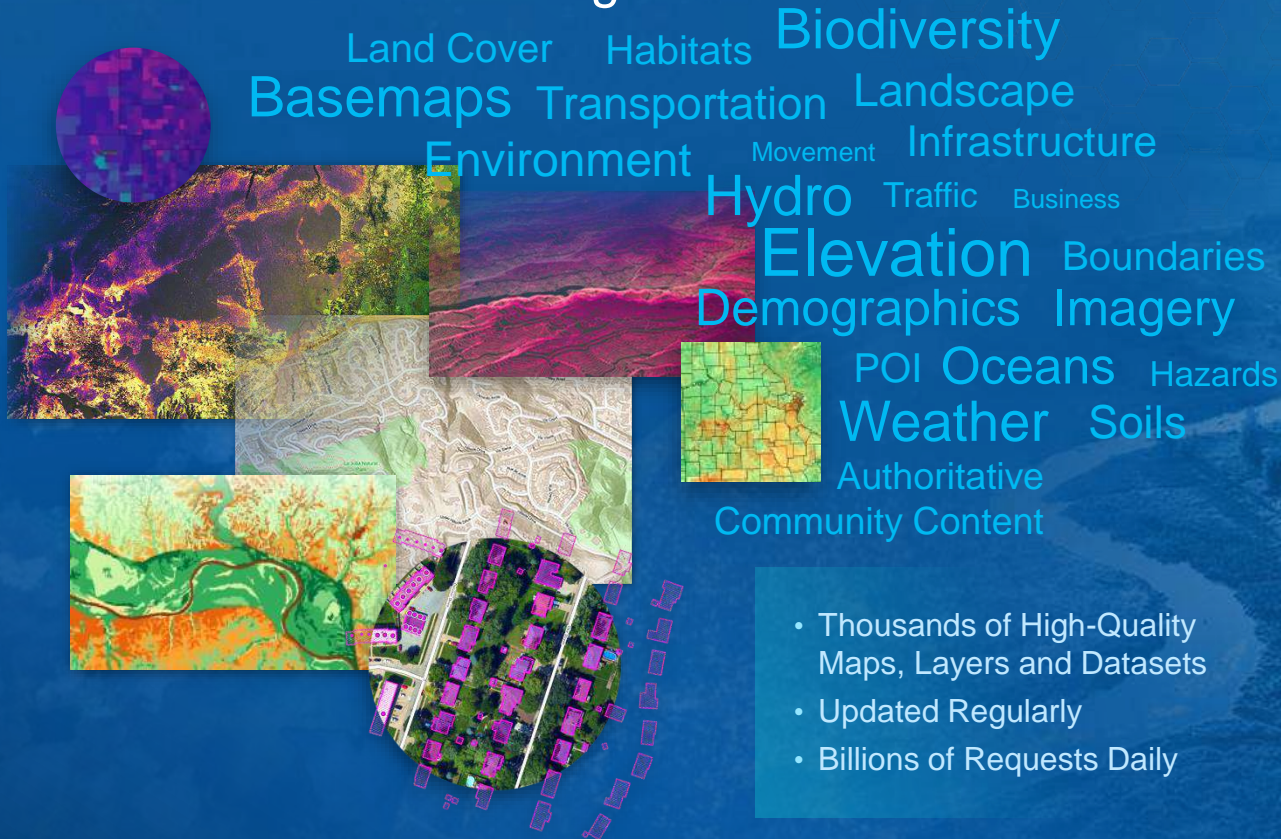 Land Cover Habitats Biodiversity
Basemaps Transportation Landscape
Environment Movement Infrastructure
Hydro Traffic Business
Elevation Boundaries
Demographics Imagery
POI Oceans Hazards
Weather Soils
Authoritative
Community Content
• Thousands of High-Quality
Maps, Layers and Datasets
• Updated Regularly
• Billions of Requests Daily